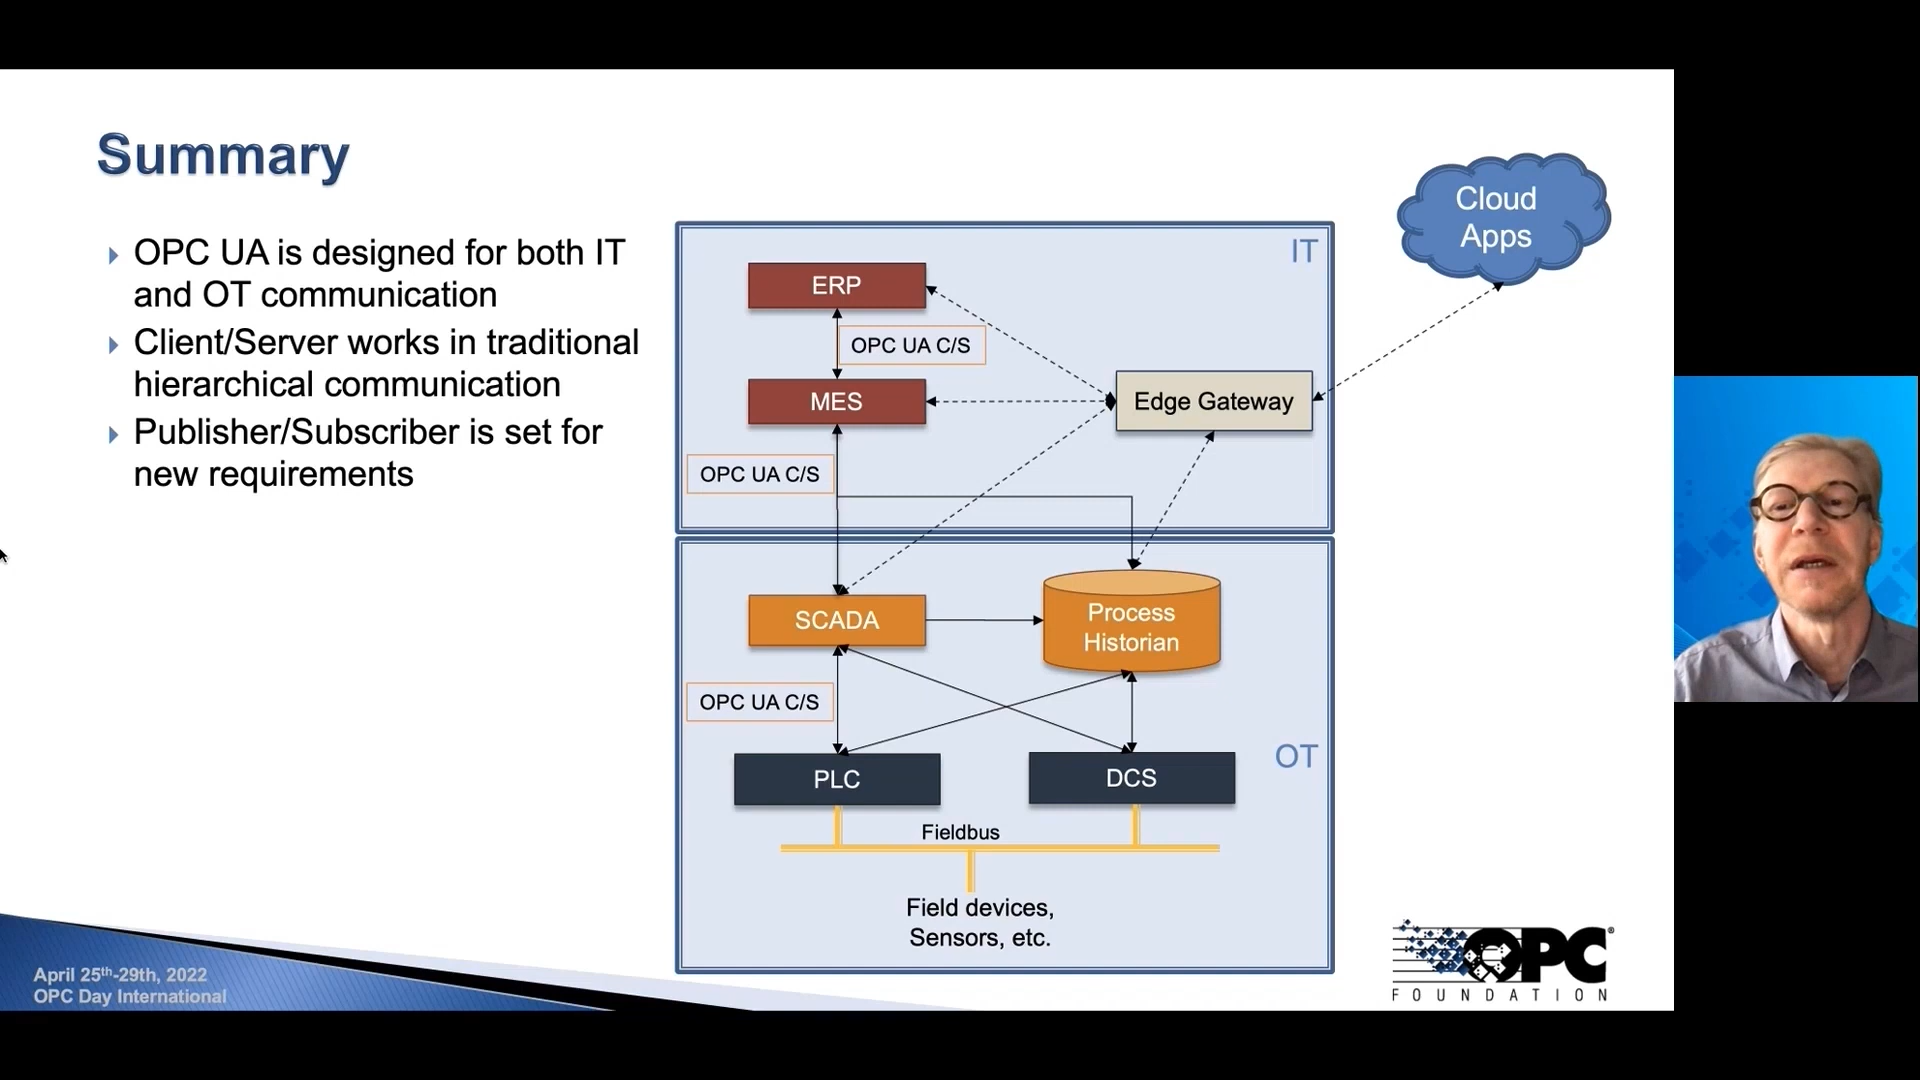 Summary
OPC UA is designed for both IT
and OT communication
Client/Server works in traditional
hierarchical communication
Publisher/Subscriber is set for
new requirements
Cloud
Apps
IT
ERP
OPC UA C/S
MES
Edge Gateway
OPC UA C/S
SCADA
Process
Historian
OPC UA C/S
OT
PLC
DCS
Fieldbus
Field devices,
Sensors, etc.
April 25th-29th, 2022
OPC Day International
OPC®
FOUNDATION